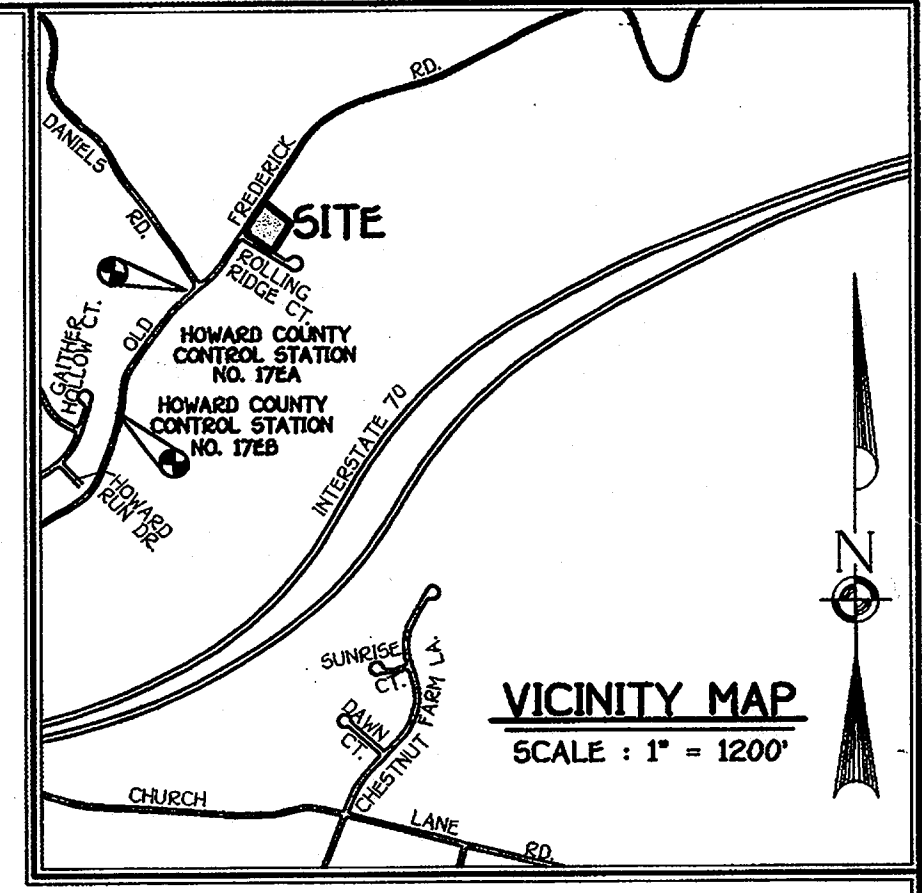 RD.
DANIELS
RD.
FREDERICK
SITE
ROLLING
RIDGE CT.
OLD
GAITHER
HOLLOW CT.
HOWARD COUNTY
CONTROL STATION
NO. 17EA
HOWARD COUNTY
CONTROL STATION
NO. 17EB
INTERSTATE 70
HOWARD
RUN DR.
N
SUNRISE
CT.
DAWN
CT.
CHESTNUT FARM LA.
VICINITY MAP
SCALE : 1" = 1200'
CHURCH
LANE
RD.